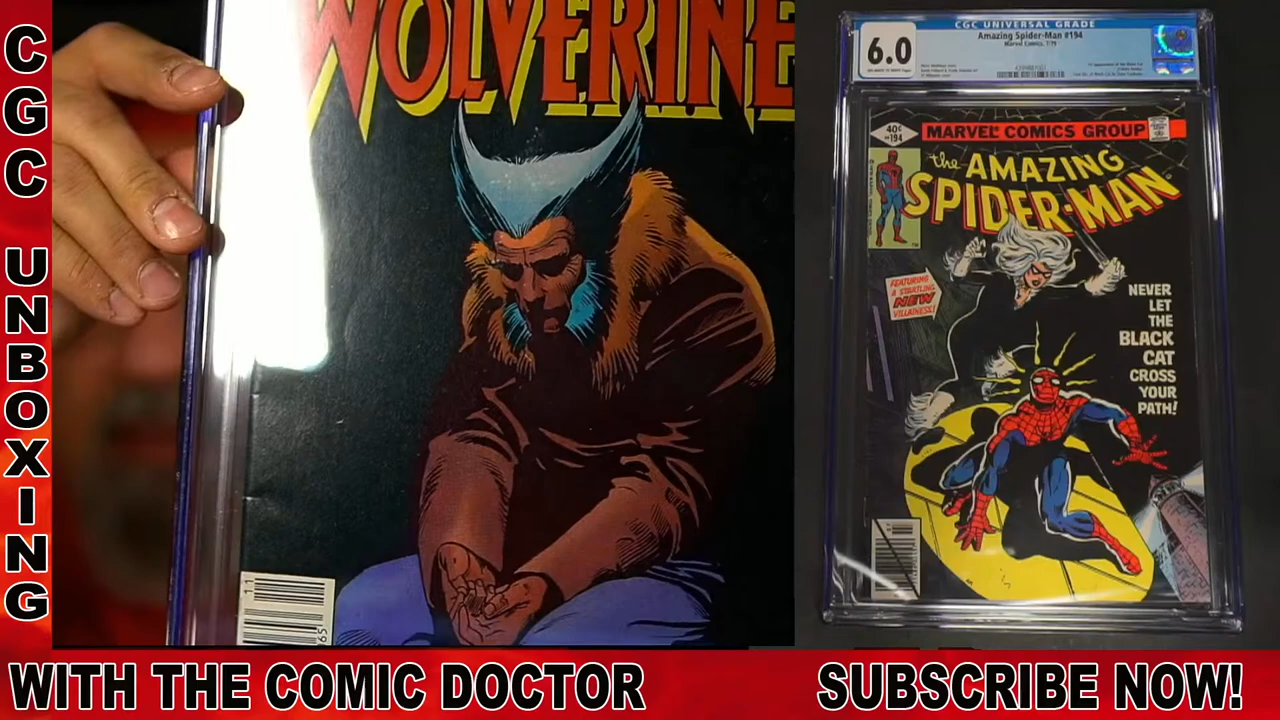 CGC UNBOXING
WOLVERINE
11
65
CGC UNIVERSAL GRADE
6.0
Amazing Spider-Man #194
Marvel Comics, 7/79
40¢
194
MARVEL COMICS GROUP
the AMAZING
SPIDER-MAN
FEATURING
A STARTLING
NEW
VILLAINESS!
NEVER
LET
THE
BLACK
CAT
CROSS
YOUR
PATH!
WITH THE COMIC DOCTOR
SUBSCRIBE NOW!